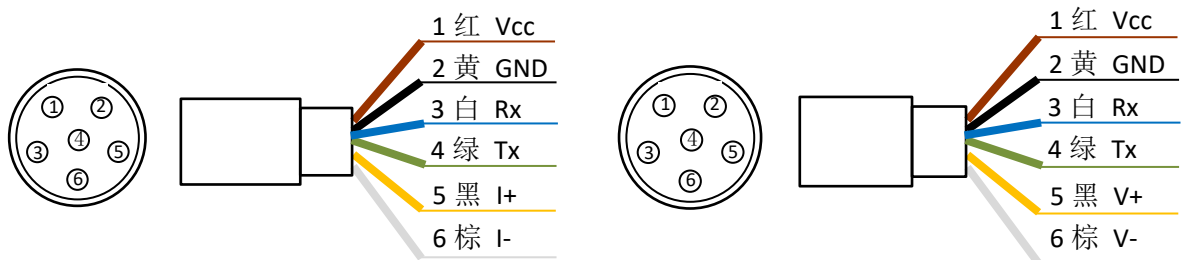 1 红 Vcc
2 黄 GND
3 白 Rx
4 绿 Tx
5 黑 I+
6 棕 I-
① ②
③ ④ ⑤
⑥
1 红 Vcc
2 黄 GND
3 白 Rx
4 绿 Tx
5 黑 V+
6 棕 V-
① ②
③ ④ ⑤
⑥